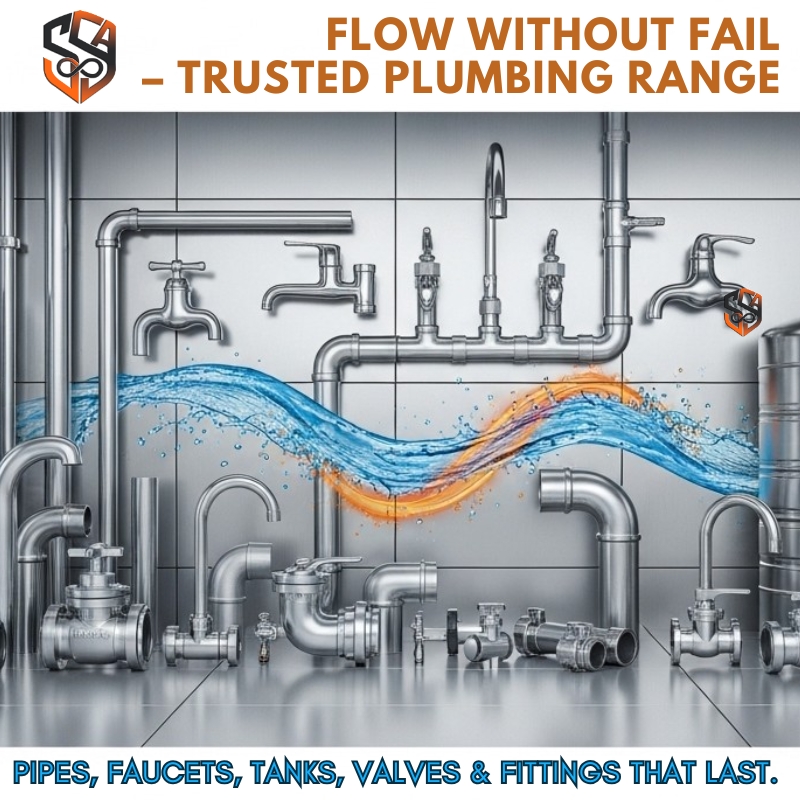 FLOW WITHOUT FAIL
– TRUSTED PLUMBING RANGE
PIPES, FAUCETS, TANKS, VALVES & FITTINGS THAT LAST.